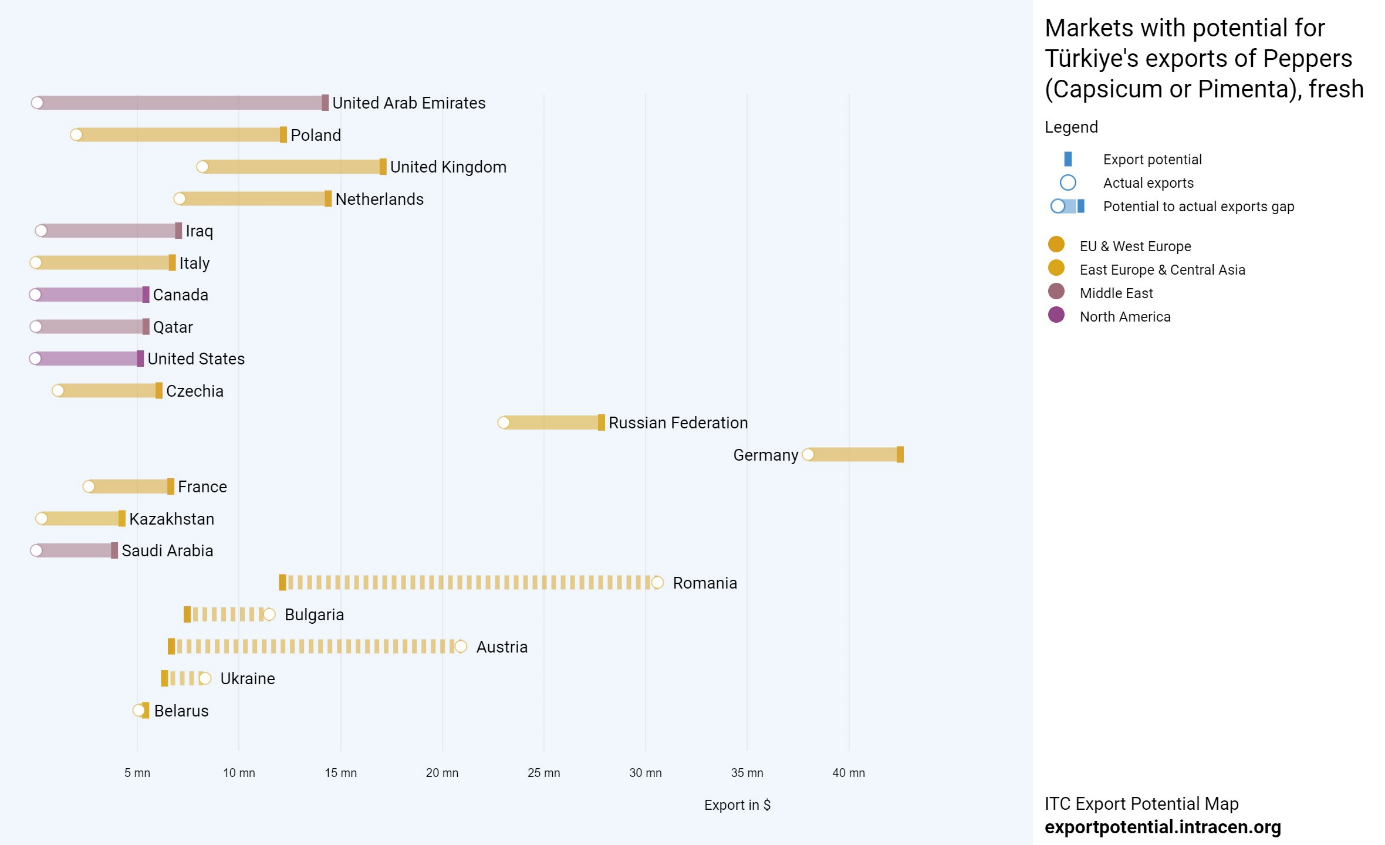 Markets with potential for
Türkiye's exports of Peppers
(Capsicum or Pimenta), fresh
Legend
Export potential
Actual exports
Potential to actual exports gap
EU & West Europe
East Europe & Central Asia
Middle East
North America
United Arab Emirates
Poland
United Kingdom
Netherlands
Iraq
Italy
Canada
Qatar
United States
Czechia
Russian Federation
Germany
France
Kazakhstan
Saudi Arabia
Romania
Bulgaria
Austria
Ukraine
Belarus
5 mn 10 mn 15 mn 20 mn 25 mn 30 mn 35 mn 40 mn
Export in $
ITC Export Potential Map
exportpotential.intracen.org